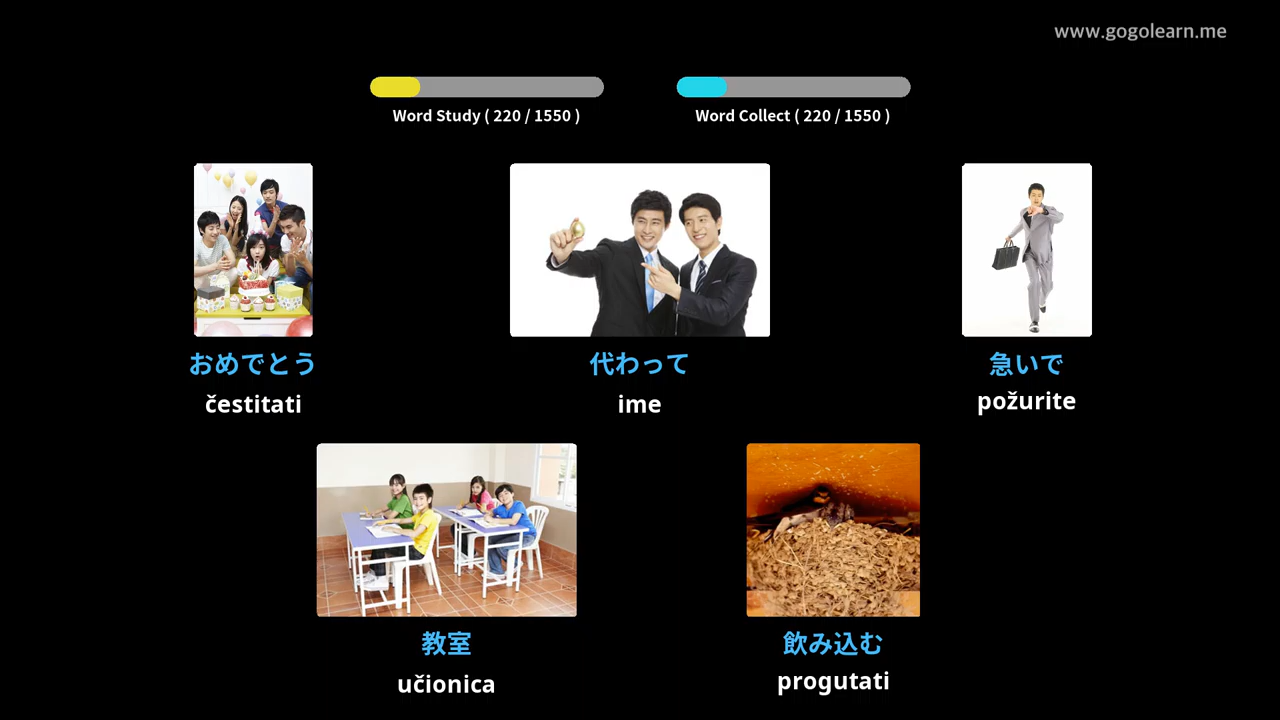 www.gogolearn.me
Word Study ( 220 / 1550 )
Word Collect ( 220 / 1550 )
おめでとう
čestitati
代わって
ime
急いで
požurite
教室
učionica
飲み込む
progutati